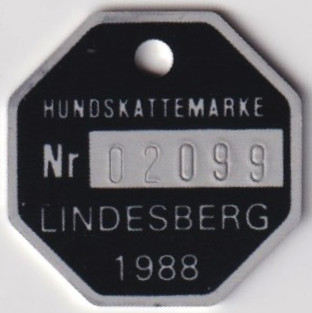 HUNDSKATTEMARKE
Nr 02099
LINDESBERG
1988